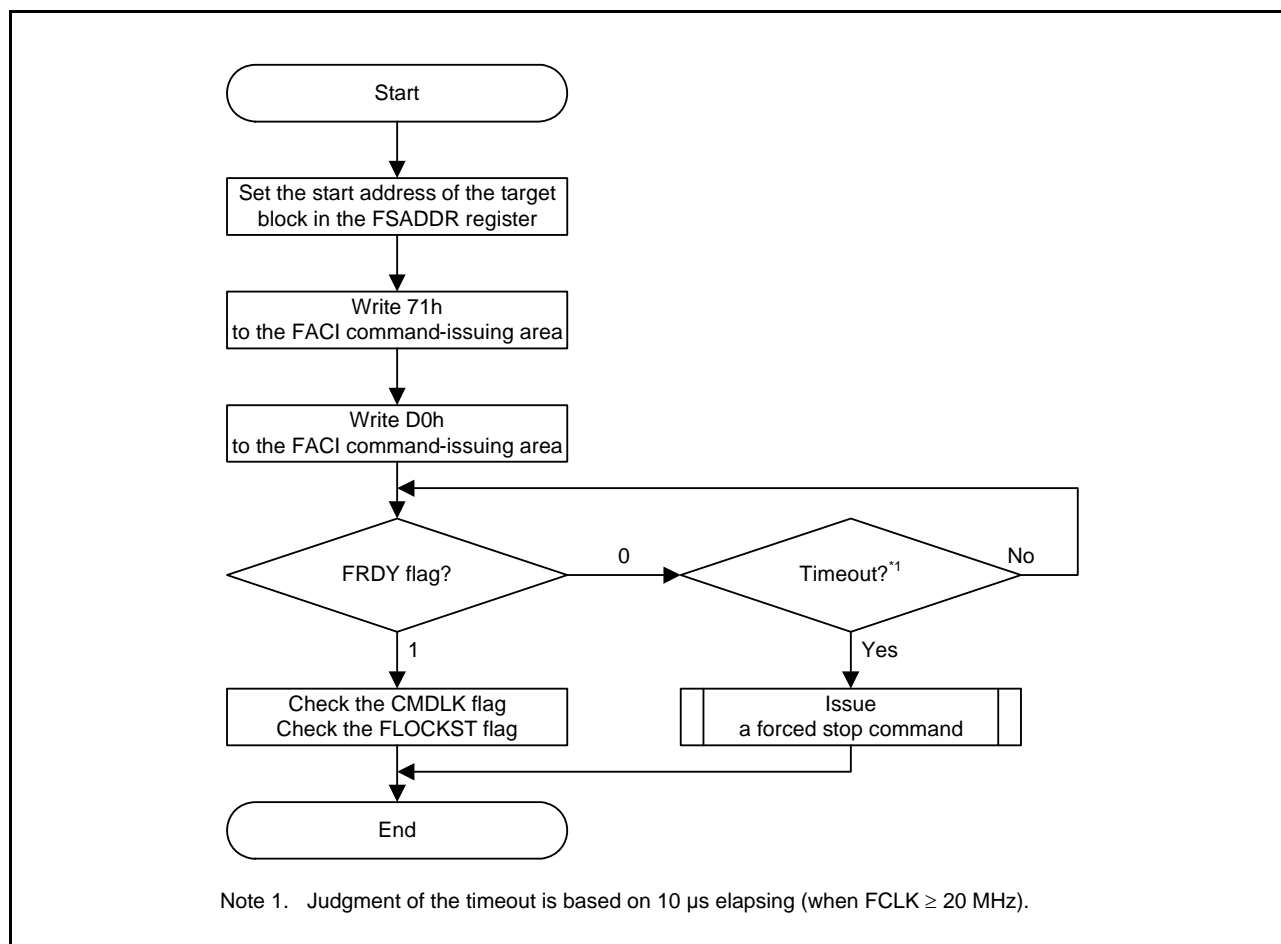 Start
Set the start address of the target
block in the FSADDR register
Write 71h
to the FACI command-issuing area
Write D0h
to the FACI command-issuing area
FRDY flag?
0
Timeout?*1
No
1
Yes
Check the CMDLK flag
Check the FLOCKST flag
Issue
a forced stop command
End
Note 1. Judgment of the timeout is based on 10 µs elapsing (when FCLK ≥ 20 MHz).